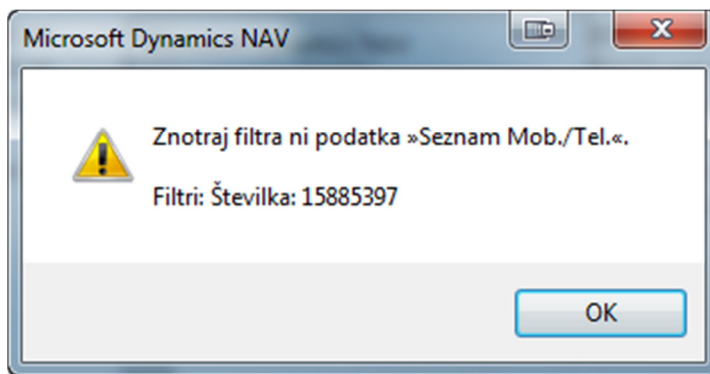 Microsoft Dynamics NAV
Znotraj filtra ni podatka »Seznam Mob./Tel.«.
Filtri: Številka: 15885397
OK